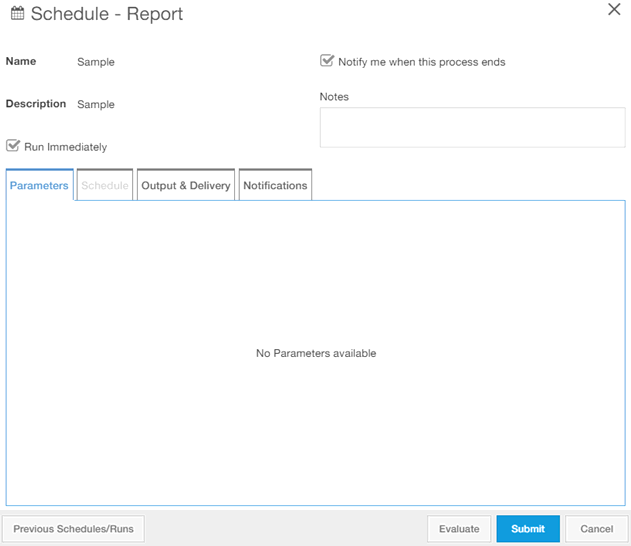 Schedule - Report
Name Sample
Notify me when this process ends
Notes
Description Sample
Run Immediately
Parameters Schedule Output & Delivery Notifications
No Parameters available
Previous Schedules/Runs Evaluate Submit Cancel